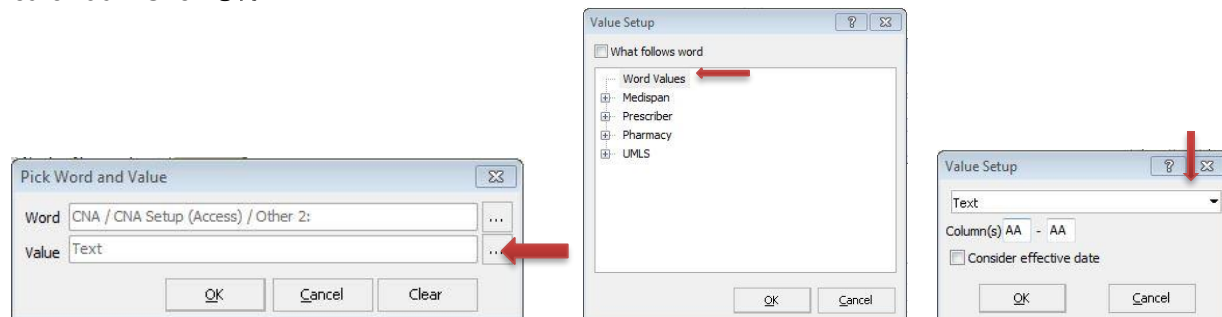 Value Setup
What follows word
Word Values
Medispan
Prescriber
Pharmacy
UMLS
OK Cancel
Pick Word and Value
Word CNA / CNA Setup (Access) / Other 2: ...
Value Text ...
OK Cancel Clear
Value Setup
Text
Column(s) AA - AA
Consider effective date
OK Cancel